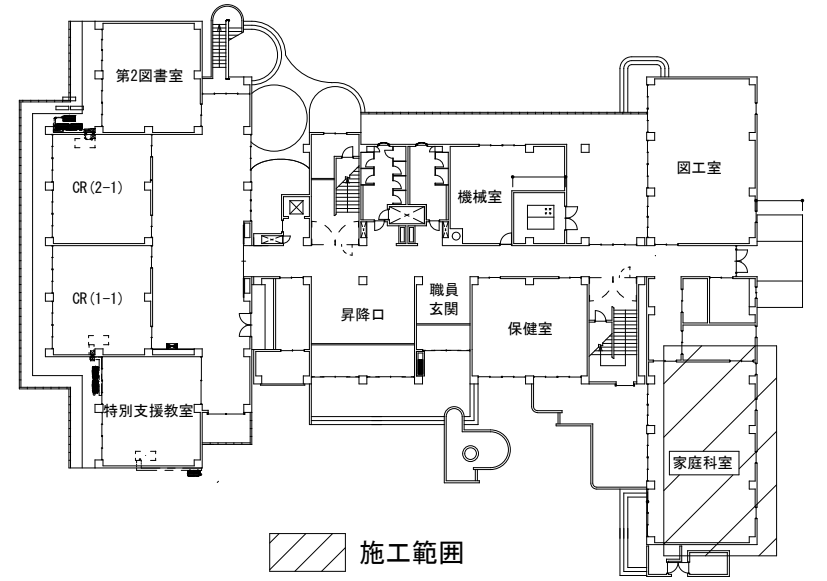 第2図書室
CR(2-1)
機械室
図工室
CR(1-1)
職員
玄関
昇降口
保健室
特別支援教室
家庭科室
施工範囲